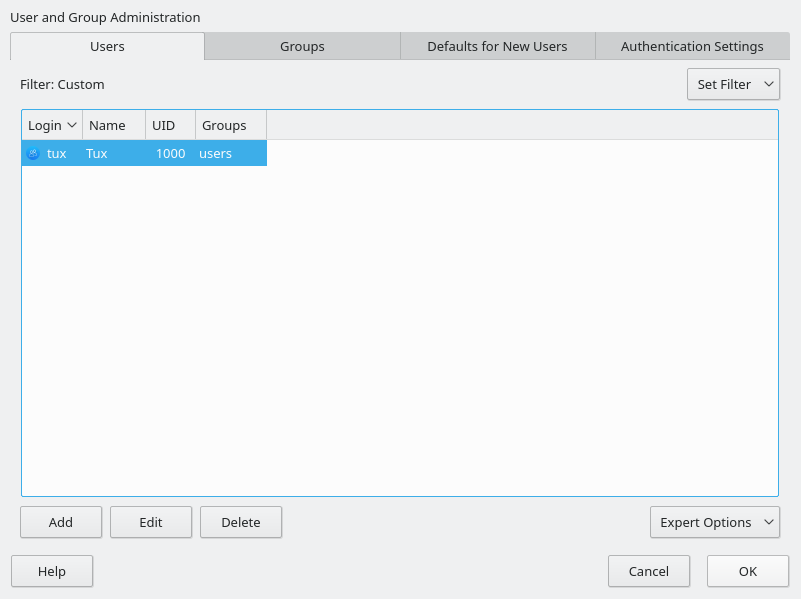 User and Group Administration
Users Groups Defaults for New Users Authentication Settings
Filter: Custom Set Filter
Login Name UID Groups
tux Tux 1000 users
Add Edit Delete Expert Options
Help Cancel OK